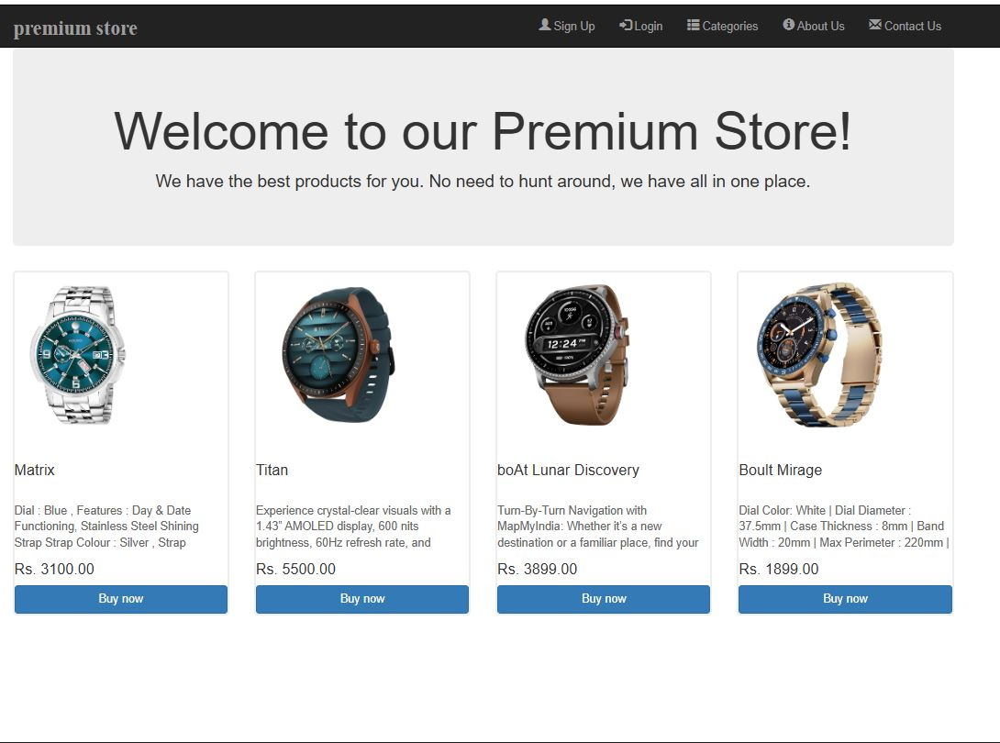 premium store
Sign Up
Login
Categories
About Us
Contact Us
Welcome to our Premium Store!
We have the best products for you. No need to hunt around, we have all in one place.
12:24
Matrix
Dial : Blue , Features : Day & Date
Functioning, Stainless Steel Shining
Strap Strap Colour : Silver , Strap
Rs. 3100.00
Buy now
Titan
Experience crystal-clear visuals with a
1.43” AMOLED display, 600 nits
brightness, 60Hz refresh rate, and
Rs. 5500.00
Buy now
boAt Lunar Discovery
Turn-By-Turn Navigation with
MapMyIndia: Whether it’s a new
destination or a familiar place, find your
Rs. 3899.00
Buy now
Boult Mirage
Dial Color: White | Dial Diameter :
37.5mm | Case Thickness : 8mm | Band
Width : 20mm | Max Perimeter : 220mm |
Rs. 1899.00
Buy now